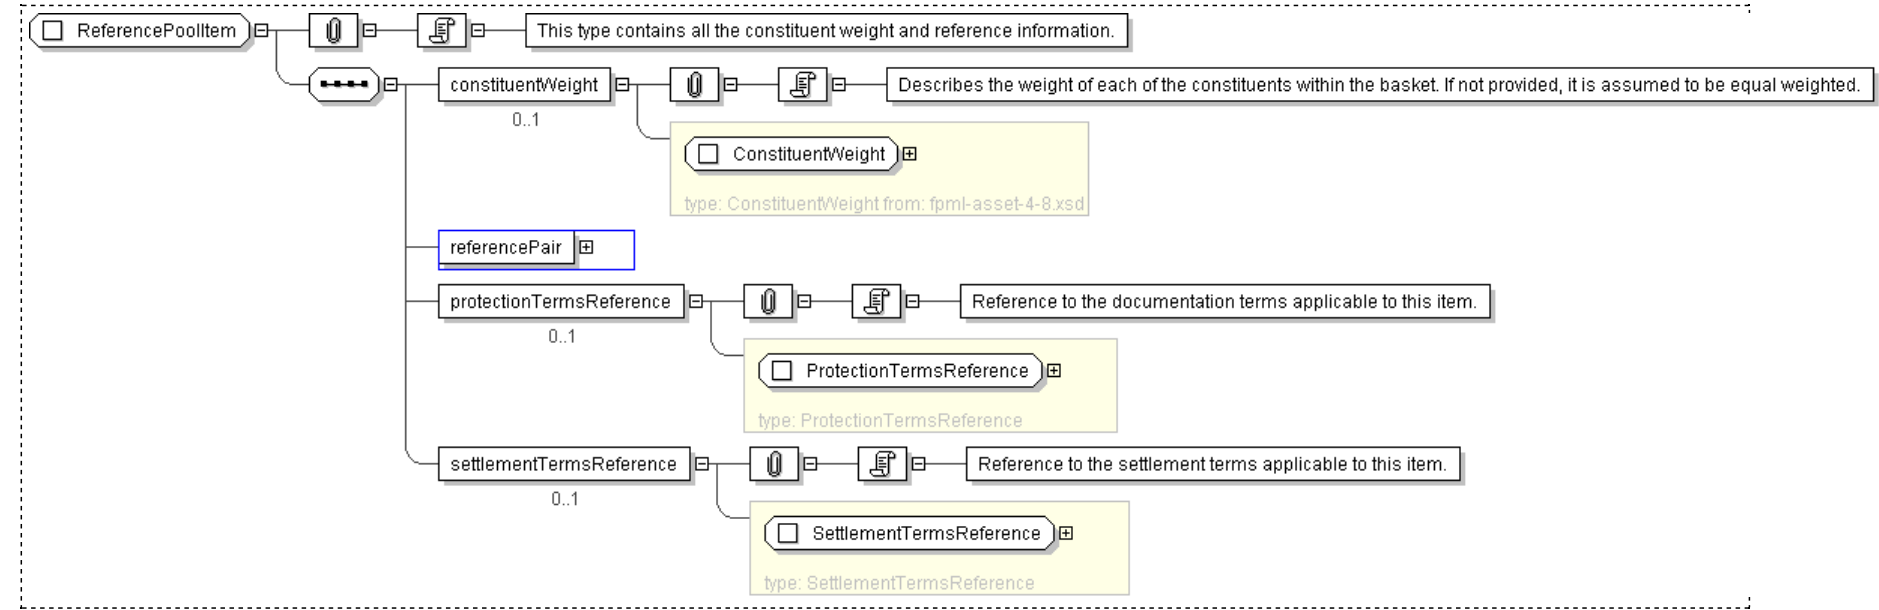 ReferencePoolItem
This type contains all the constituent weight and reference information.
constituentWeight
Describes the weight of each of the constituents within the basket. If not provided, it is assumed to be equal weighted.
0..1
ConstituentWeight
type: ConstituentWeight from: fpml-asset-4-8.xsd
referencePair
protectionTermsReference
Reference to the documentation terms applicable to this item.
0..1
ProtectionTermsReference
type: ProtectionTermsReference
settlementTermsReference
Reference to the settlement terms applicable to this item.
0..1
SettlementTermsReference
type: SettlementTermsReference